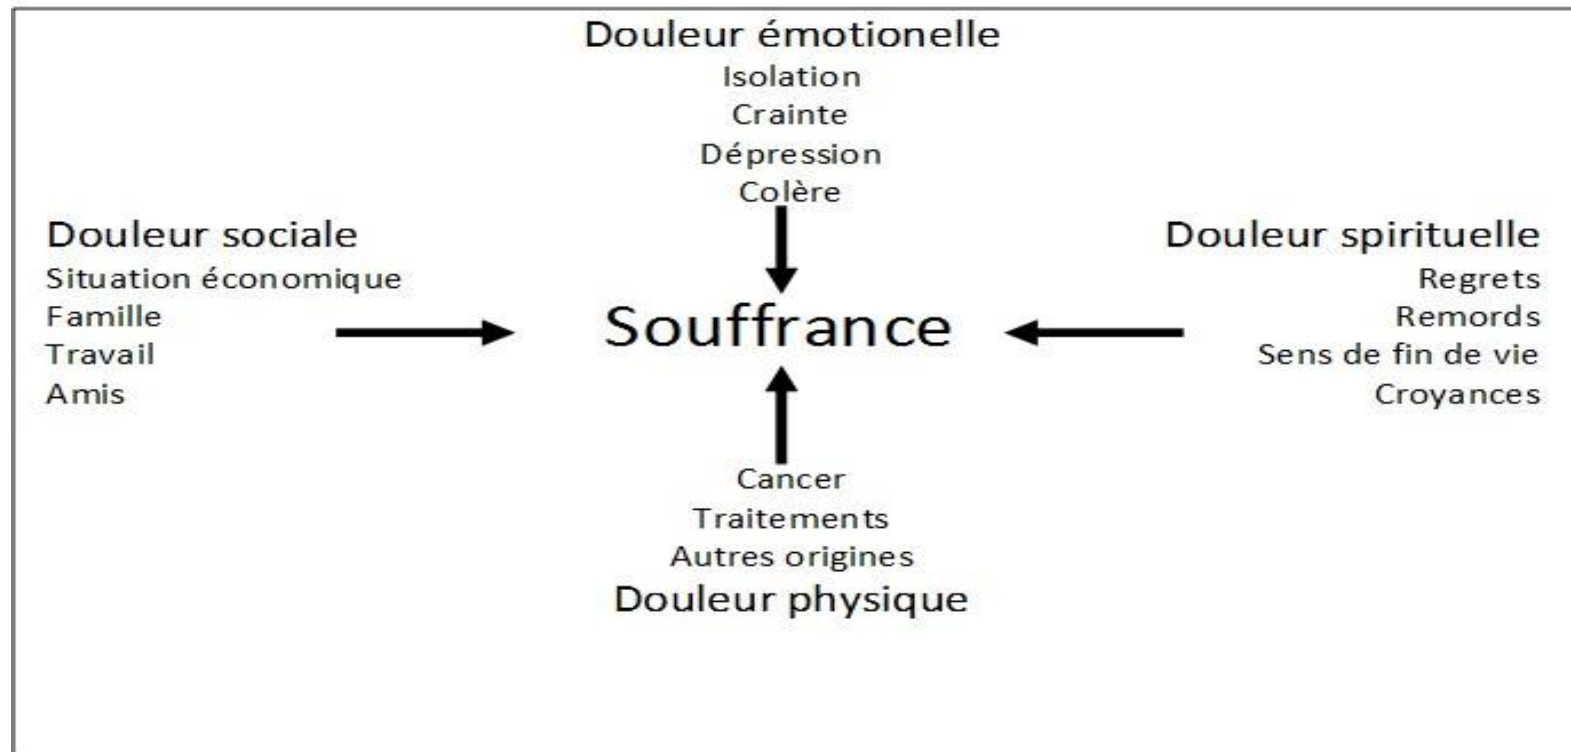 Douleur émotionelle
Isolation
Crainte
Dépression
Colère
Douleur sociale
Situation économique
Famille
Travail
Amis
Souffrance
Douleur spirituelle
Regrets
Remords
Sens de fin de vie
Croyances
Cancer
Traitements
Autres origines
Douleur physique